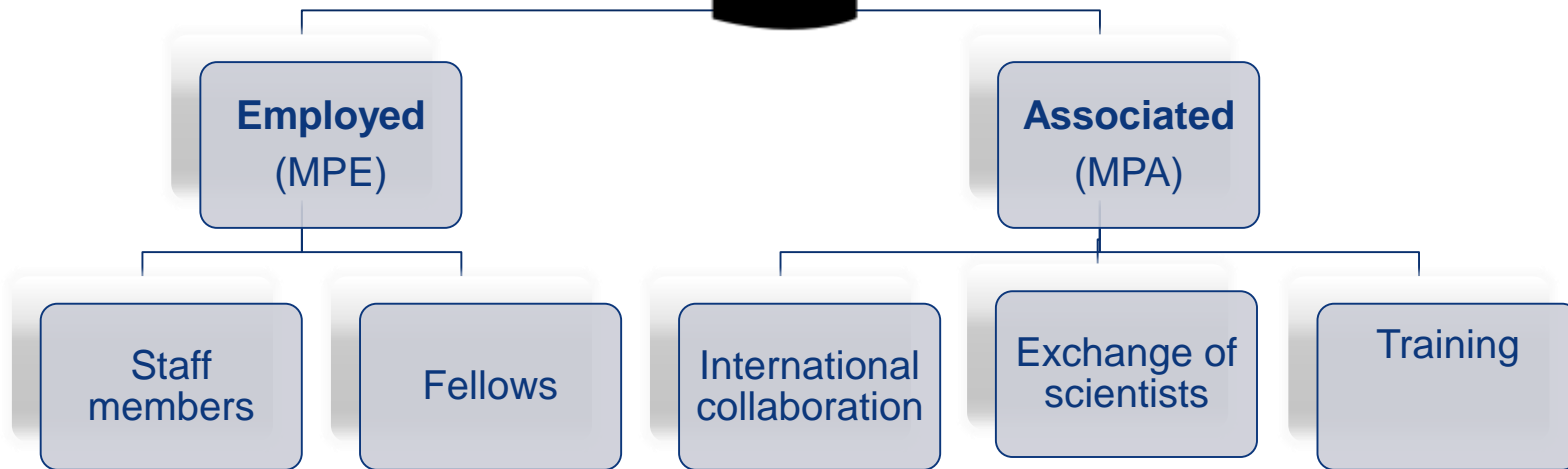 Employed
(MPE)
Associated
(MPA)
Staff
members
Fellows
International
collaboration
Exchange of
scientists
Training